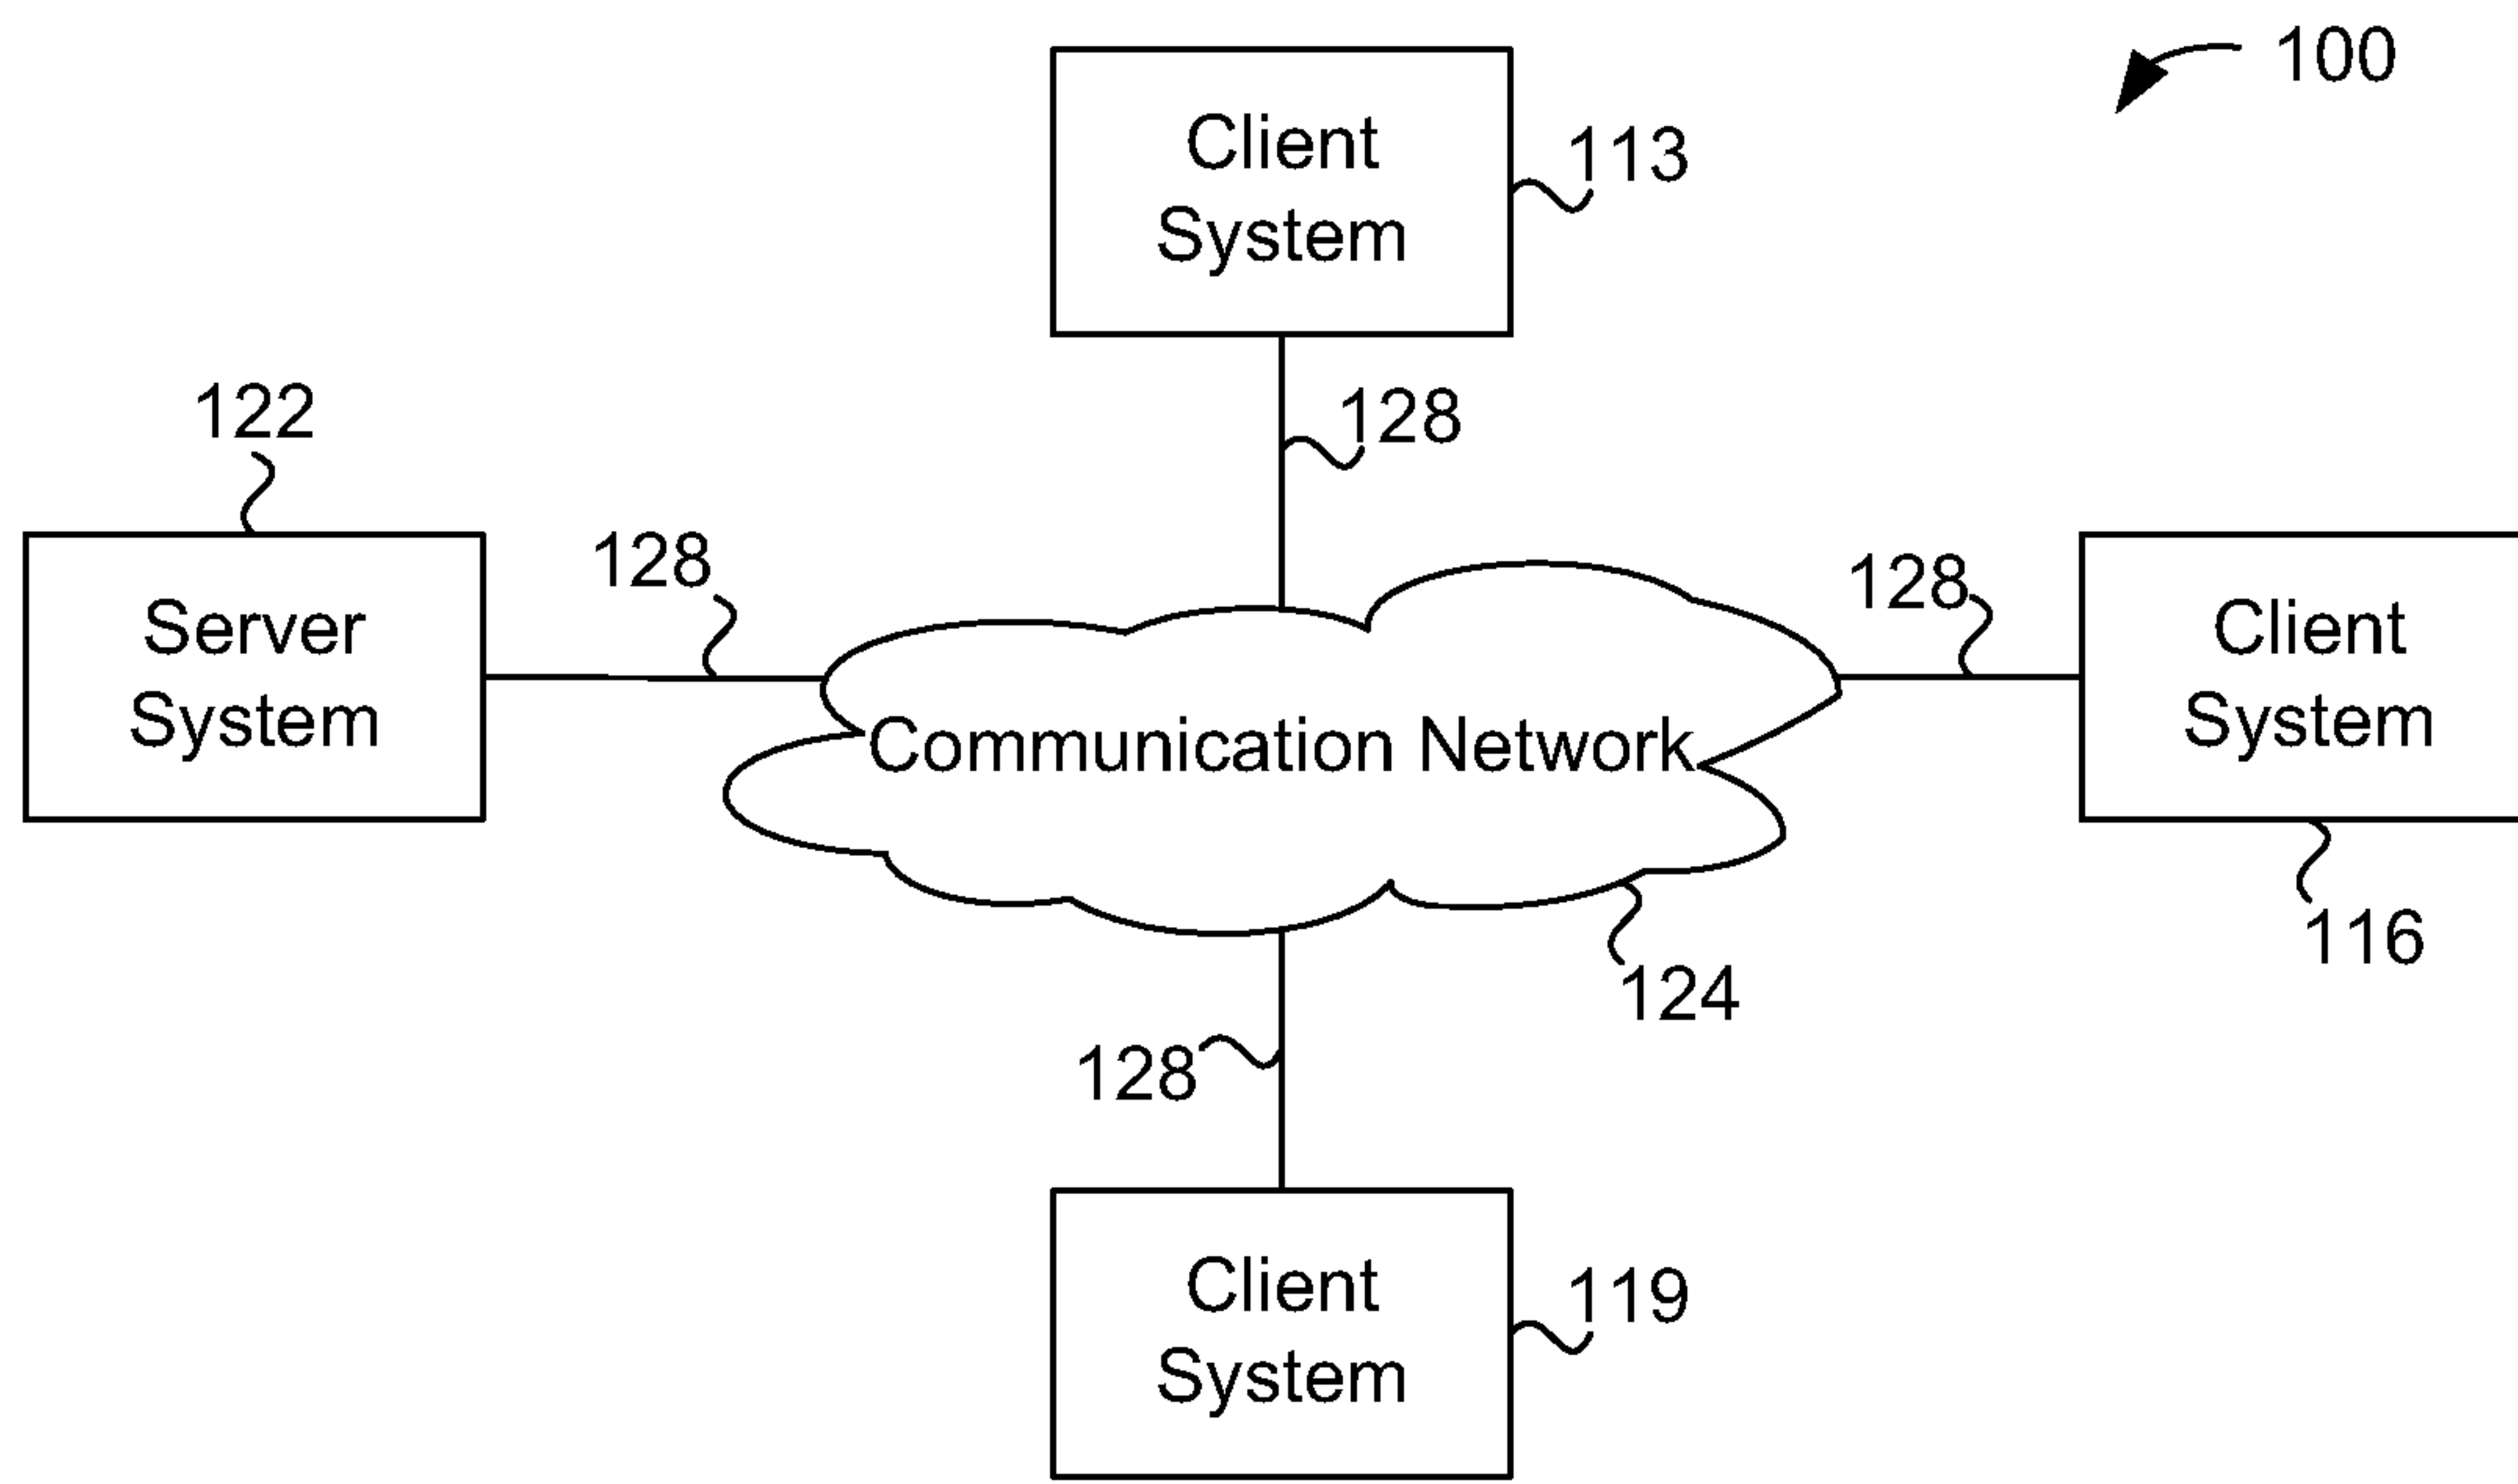 100
Client
System
113
128
122
Server
System
128
128
Client
System
Communication Network
116
124
128
Client
System
119